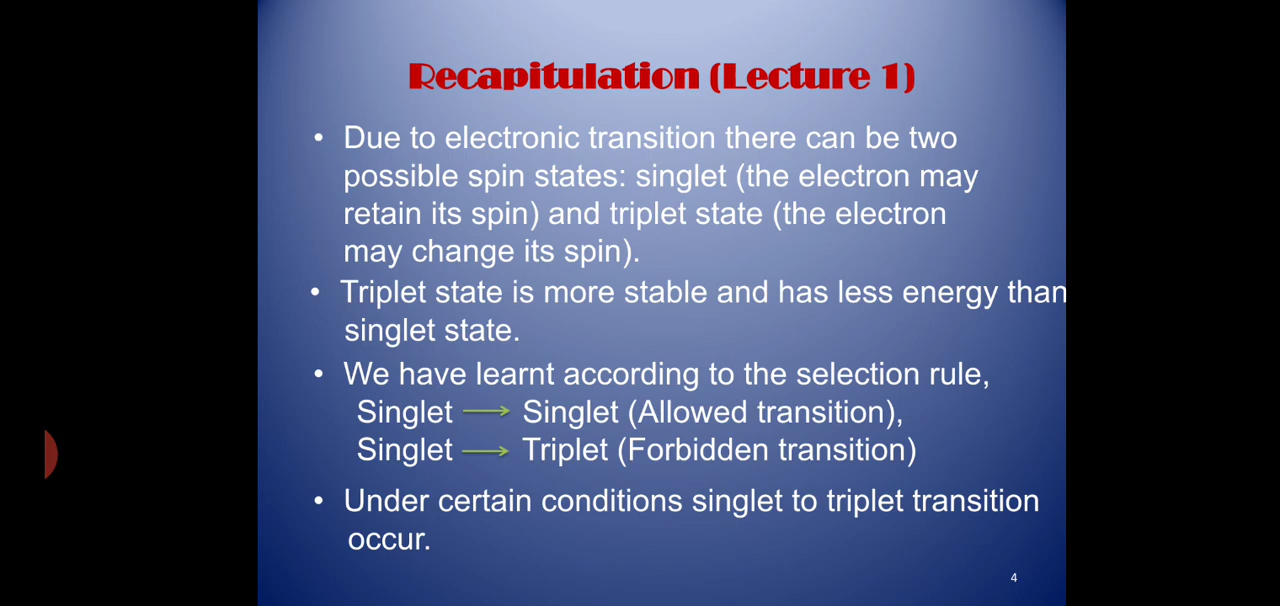 Recapitulation (Lecture 1)
• Due to electronic transition there can be two
possible spin states: singlet (the electron may
retain its spin) and triplet state (the electron
may change its spin).
• Triplet state is more stable and has less energy than
singlet state.
• We have learnt according to the selection rule,
Singlet ⟶ Singlet (Allowed transition),
Singlet ⟶ Triplet (Forbidden transition)
• Under certain conditions singlet to triplet transition
occur.
4